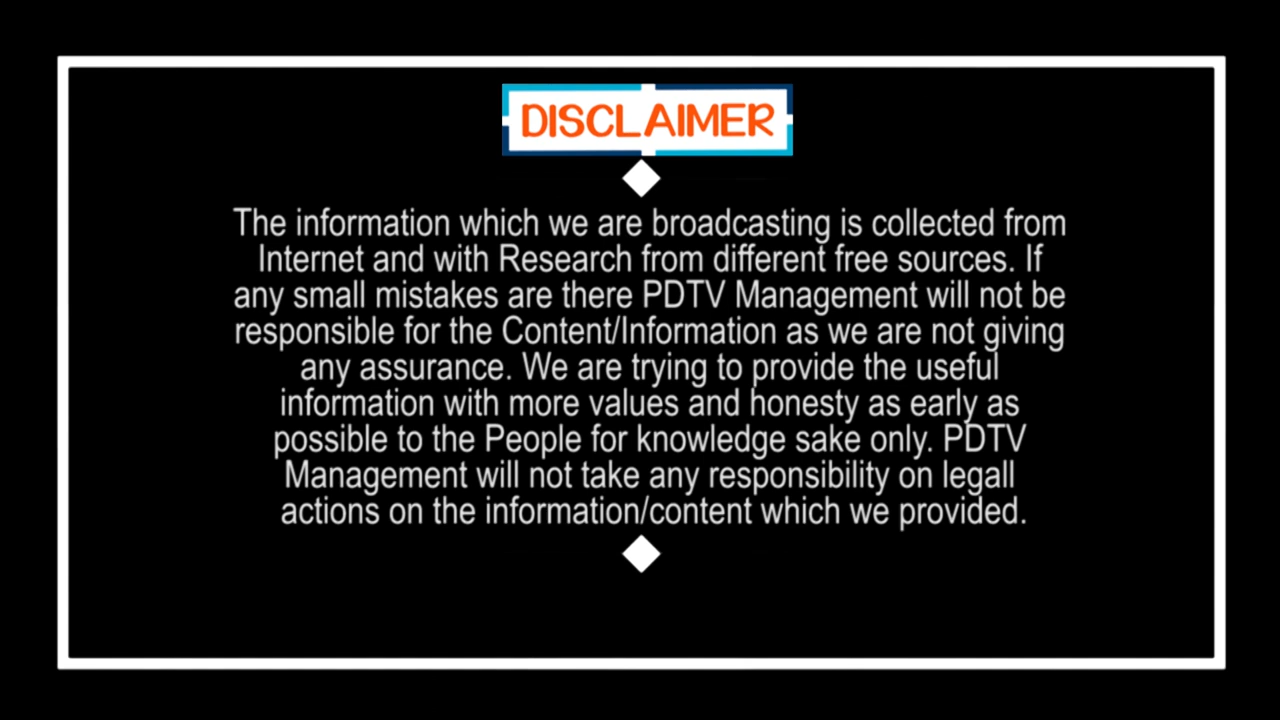 DISCLAIMER
The information which we are broadcasting is collected from
Internet and with Research from different free sources. If
any small mistakes are there PDTV Management will not be
responsible for the Content/Information as we are not giving
any assurance. We are trying to provide the useful
information with more values and honesty as early as
possible to the People for knowledge sake only. PDTV
Management will not take any responsibility on legall
actions on the information/content which we provided.